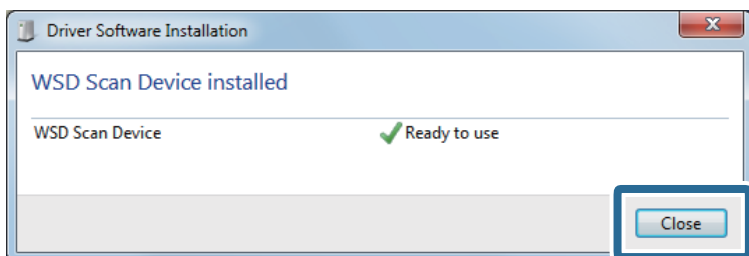 Driver Software Installation
WSD Scan Device installed
WSD Scan Device Ready to use
Close